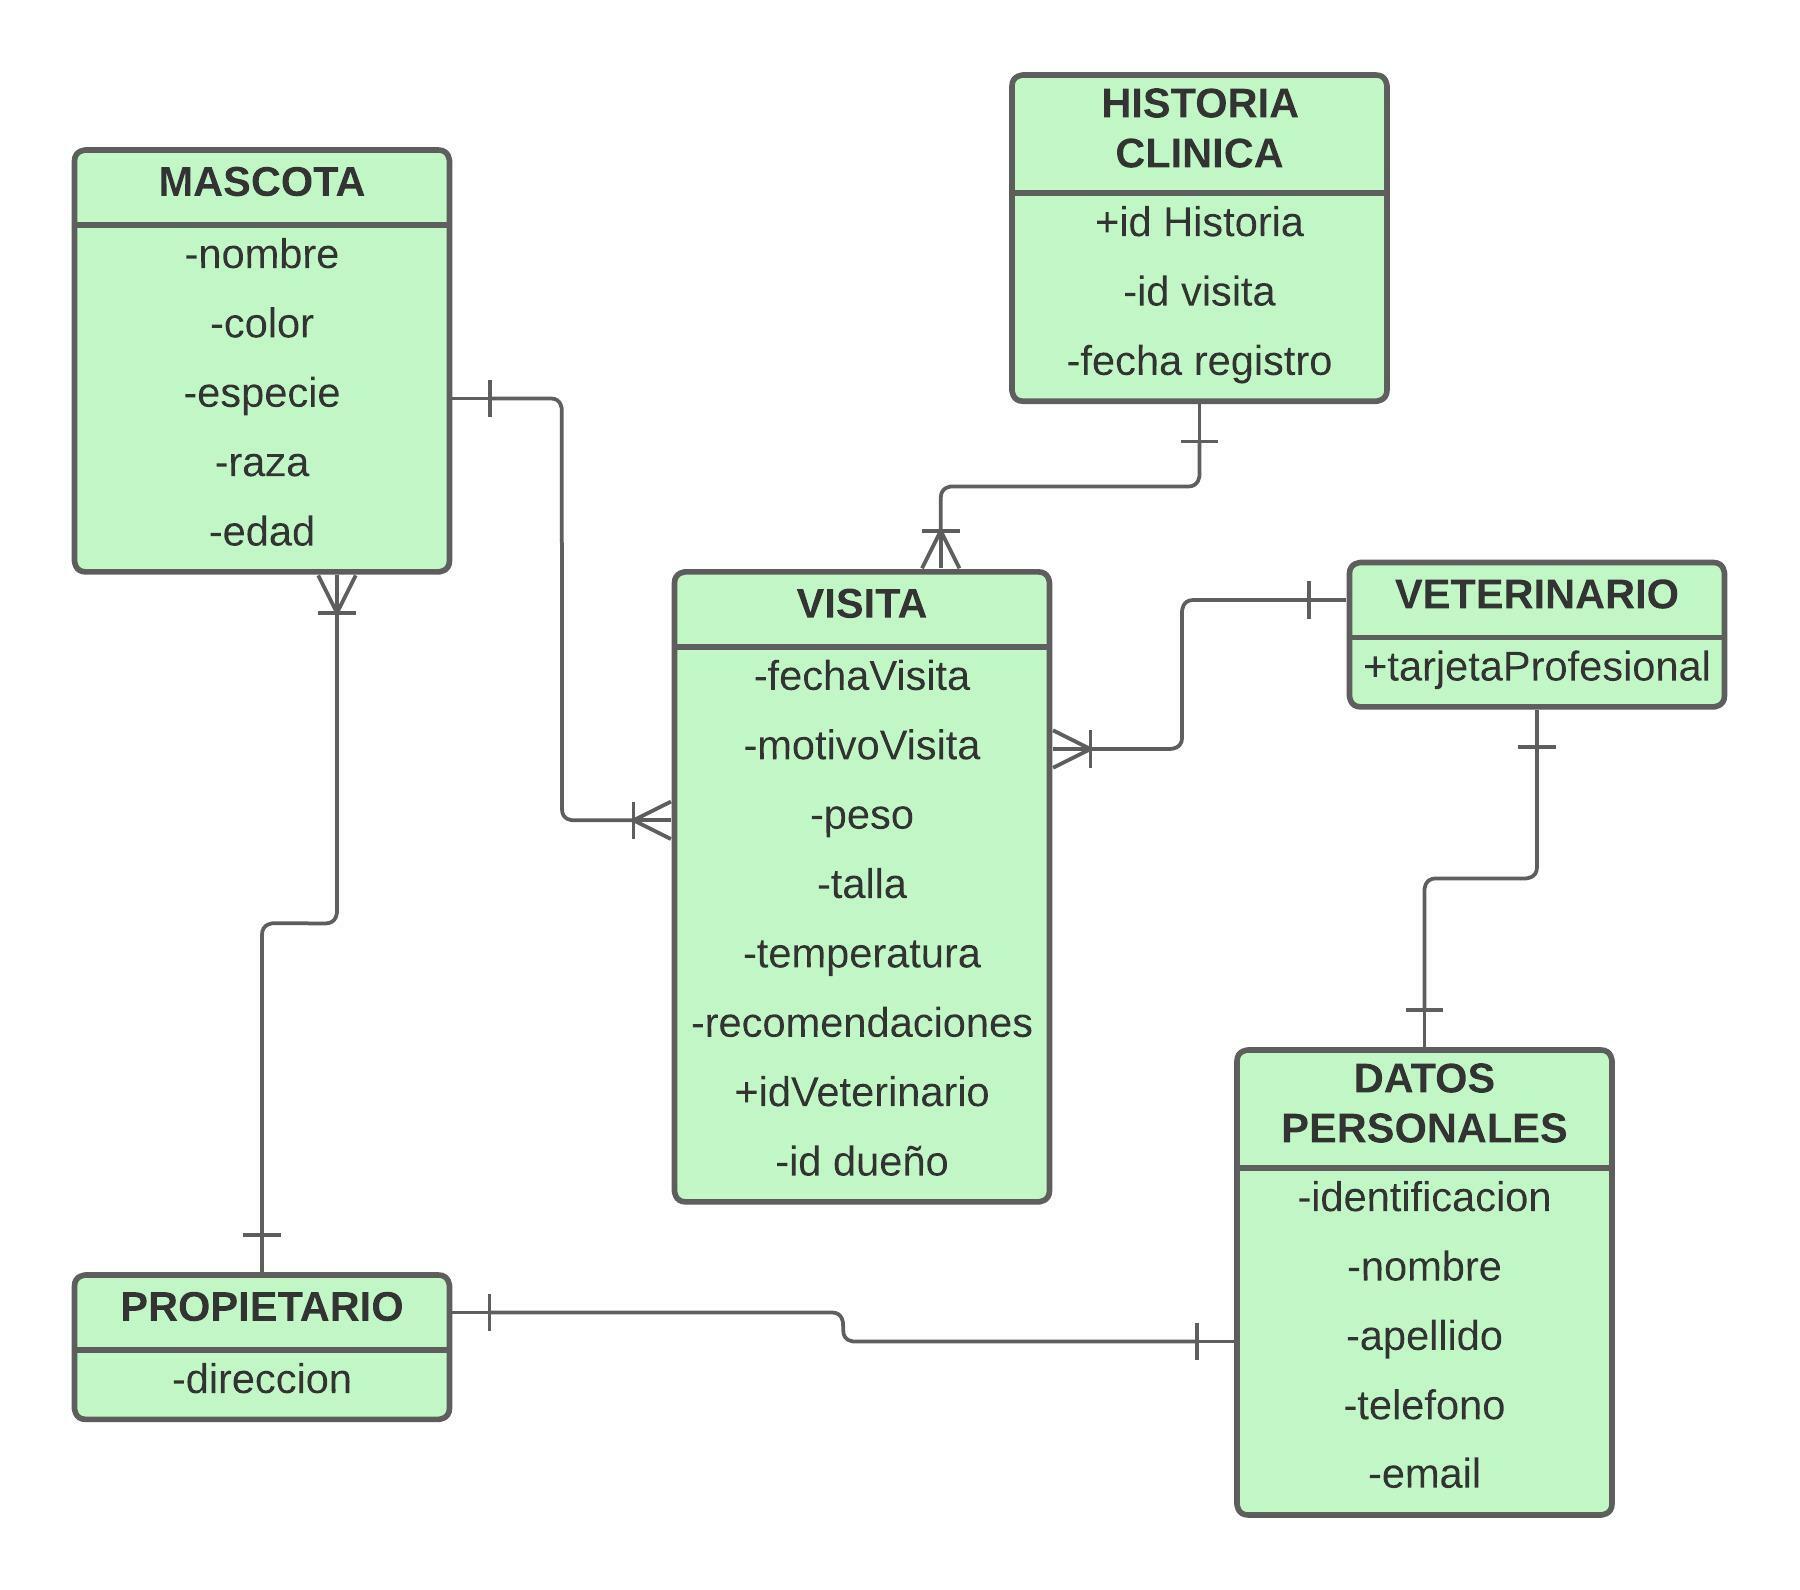 MASCOTA
-nombre
-color
-especie
-raza
-edad
HISTORIA
CLINICA
+id Historia
-id visita
-fecha registro
VISITA
-fechaVisita
-motivoVisita
-peso
-talla
-temperatura
-recomendaciones
+idVeterinario
-id dueño
VETERINARIO
+tarjetaProfesional
DATOS
PERSONALES
-identificacion
-nombre
-apellido
-telefono
-email
PROPIETARIO
-direccion